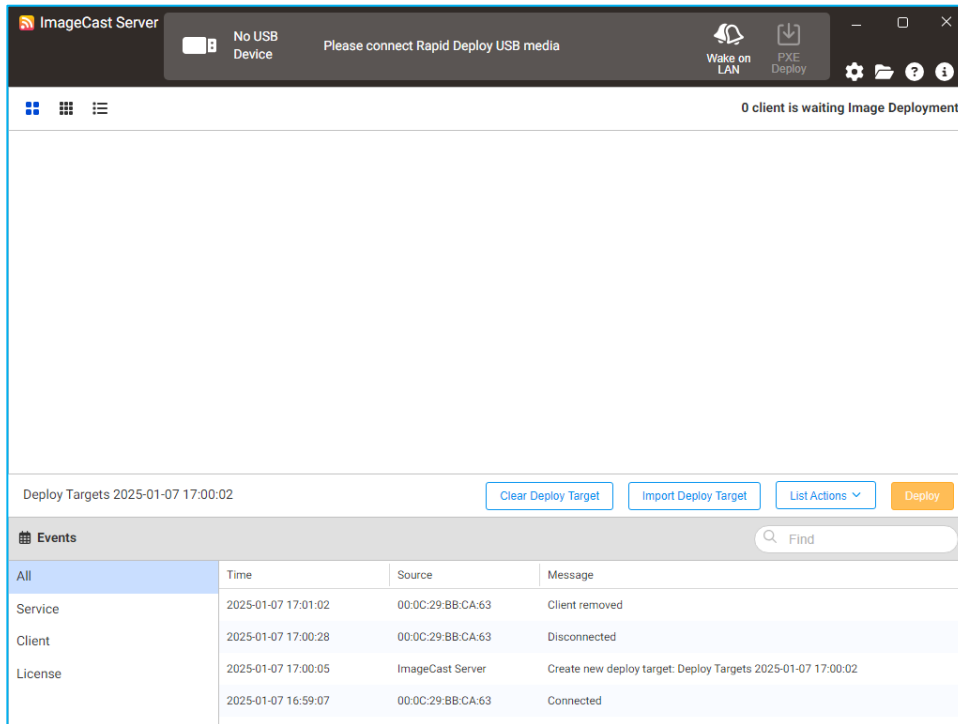 ImageCast Server
No USB
Device
Please connect Rapid Deploy USB media
Wake on
LAN
PXE
Deploy
0 client is waiting Image Deployment
Deploy Targets 2025-01-07 17:00:02
Clear Deploy Target
Import Deploy Target
List Actions
Deploy
Events
Find
All
Service
Client
License
Time Source Message
2025-01-07 17:01:02 00:0C:29:BB:CA:63 Client removed
2025-01-07 17:00:28 00:0C:29:BB:CA:63 Disconnected
2025-01-07 17:00:05 ImageCast Server Create new deploy target: Deploy Targets 2025-01-07 17:00:02
2025-01-07 16:59:07 00:0C:29:BB:CA:63 Connected